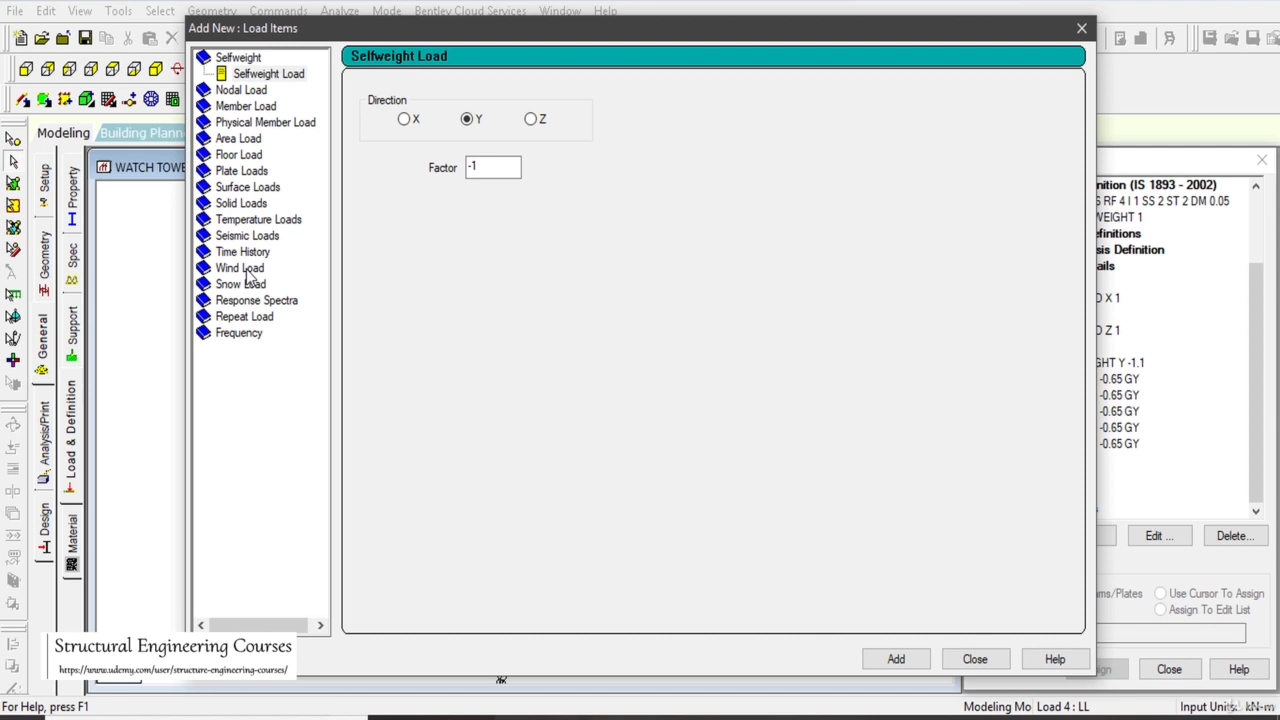 File Edit View Tools Select Geometry Commands Analyze Mode Bentley Cloud Services Window Help
Add New : Load Items
Selfweight
Selfweight Load
Nodal Load
Member Load
Physical Member Load
Area Load
Floor Load
Plate Loads
Surface Loads
Solid Loads
Temperature Loads
Seismic Loads
Time History
Wind Load
Snow Load
Response Spectra
Repeat Load
Frequency
Selfweight Load
Direction
X Y Z
Factor -1
Add Close Help
Modeling Building Planne
WATCH TOWE
Setup
Geometry
General
Analysis/Print
Design
Property
Spec
Support
Load & Definition
Material
nition (IS 1893 - 2002)
S RF 4 I 1 SS 2 ST 2 DM 0.05
WEIGHT 1
efinitions
sis Definition
ails
D X 1
D Z 1
GHT Y -1.1
-0.65 GY
-0.65 GY
-0.65 GY
-0.65 GY
-0.65 GY
Edit ... Delete...
ms/Plates Use Cursor To Assign
Assign To Edit List
gn Close Help
Structural Engineering Courses
https://www.udemy.com/user/structure-engineering-courses/
For Help, press F1 Modeling Mo Load 4 : LL Input Units: kN-m